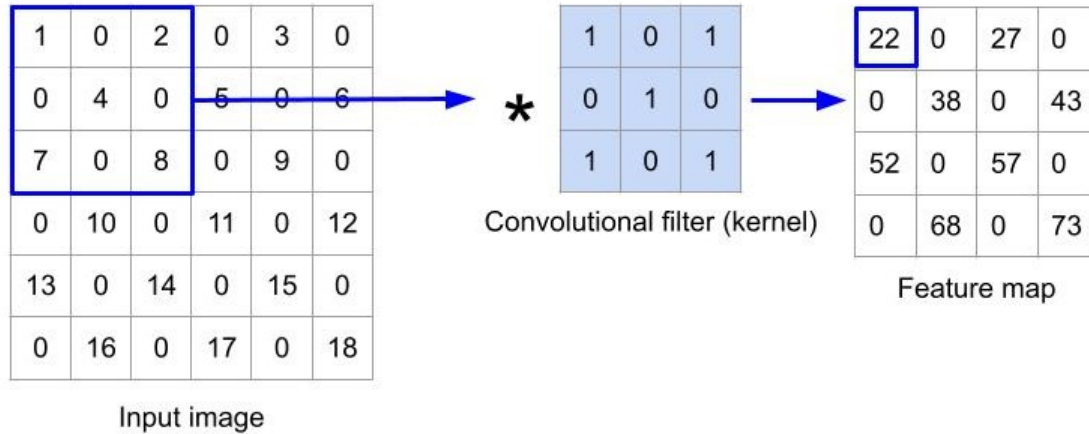 1 0 2 0 3 0
0 4 0 5 0 6
7 0 8 0 9 0
0 10 0 11 0 12
13 0 14 0 15 0
0 16 0 17 0 18
Input image
*
1 0 1
0 1 0
1 0 1
Convolutional filter (kernel)
22 0 27 0
0 38 0 43
52 0 57 0
0 68 0 73
Feature map